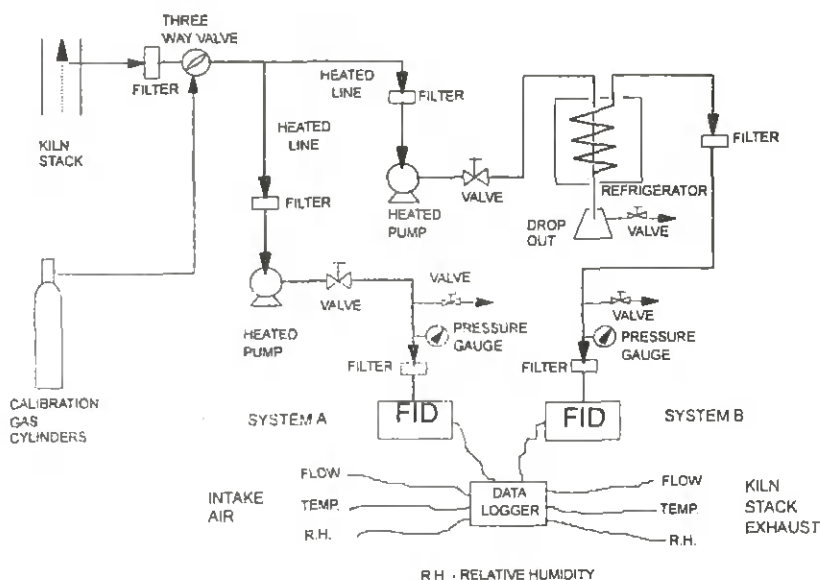 THREE
WAY VALVE
FILTER
KILN
STACK
HEATED
LINE
HEATED
LINE
FILTER
FILTER
FILTER
REFRIGERATOR
HEATED
PUMP
VALVE
DROP
OUT
VALVE
HEATED
PUMP
VALVE
VALVE
PRESSURE
GAUGE
FILTER
VALVE
PRESSURE
GAUGE
FILTER
CALIBRATION
GAS
CYLINDERS
SYSTEM A
FID
FID
SYSTEM B
INTAKE
AIR
FLOW
TEMP.
R.H.
DATA
LOGGER
FLOW
TEMP.
R.H.
KILN
STACK
EXHAUST
R.H. - RELATIVE HUMIDITY